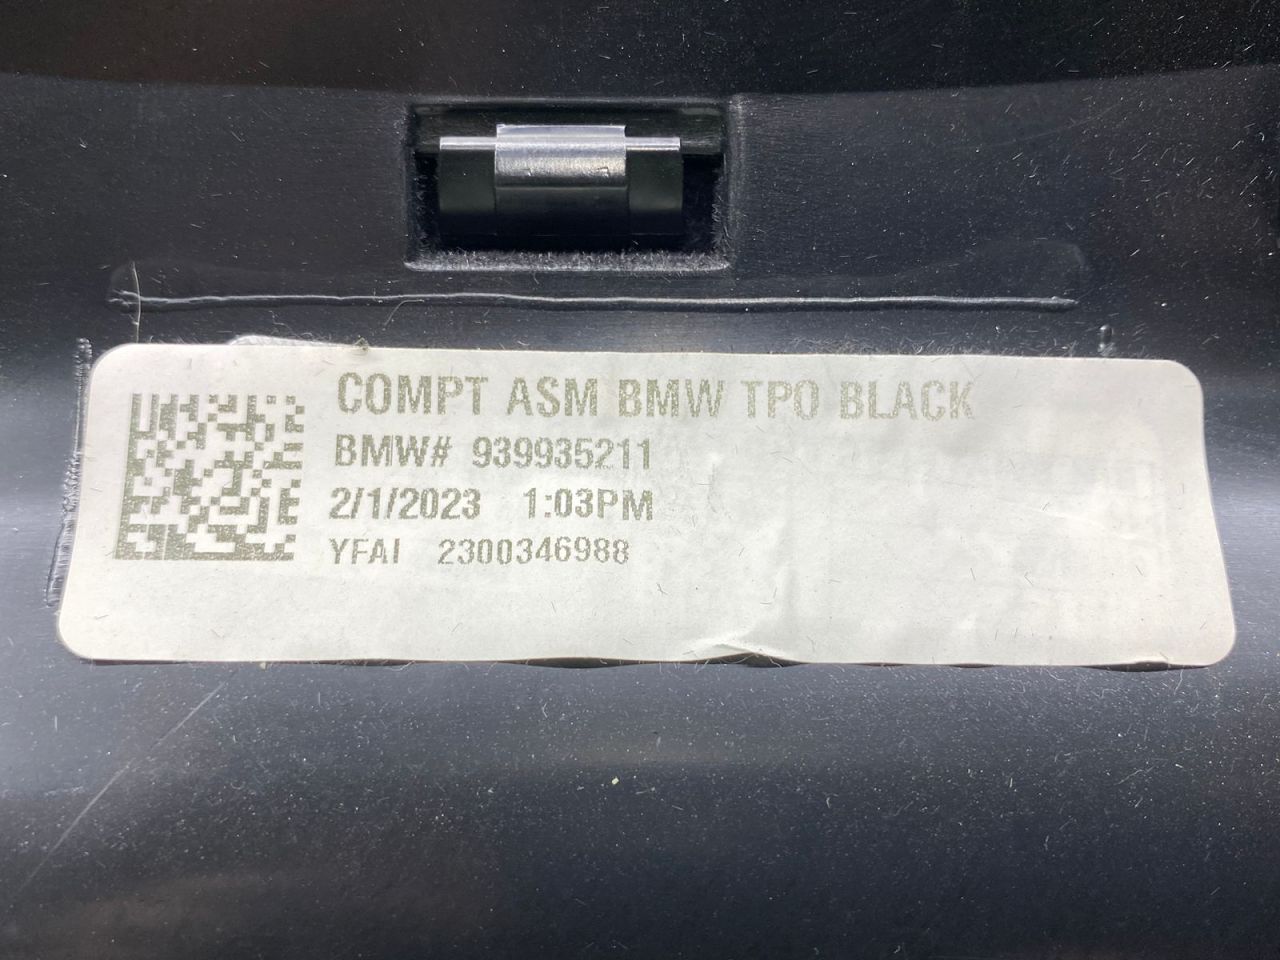 COMPT ASM BMW TPO BLACK
BMW# 939935211
2/1/2023 1:03PM
YFAI 2300346988